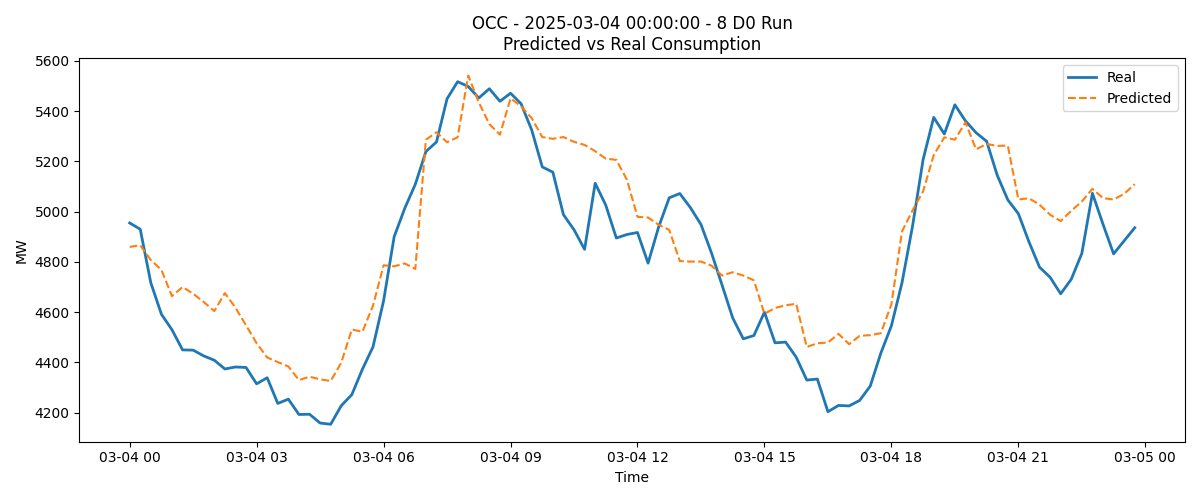 OCC - 2025-03-04 00:00:00 - 8 D0 Run
Predicted vs Real Consumption
Real
Predicted
MW
5600
5400
5200
5000
4800
4600
4400
4200
03-04 00
03-04 03
03-04 06
03-04 09
03-04 12
03-04 15
03-04 18
03-04 21
03-05 00
Time